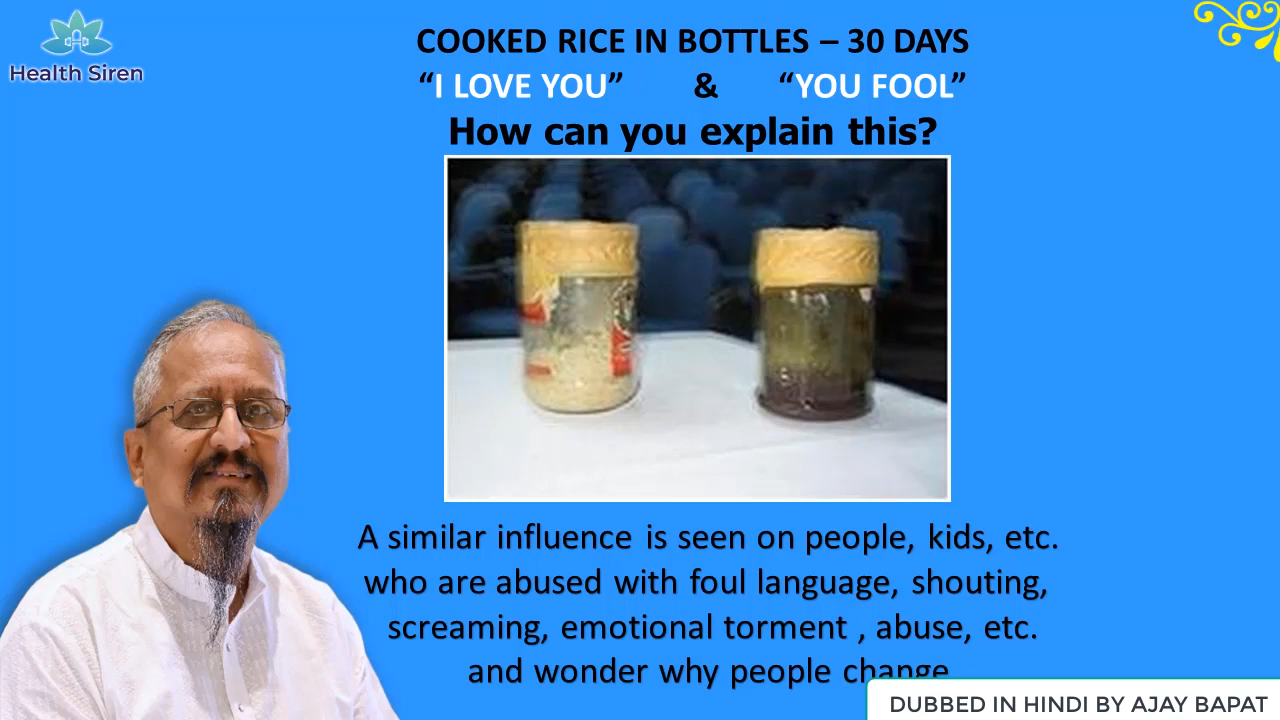 Health Siren
COOKED RICE IN BOTTLES – 30 DAYS
“I LOVE YOU” & “YOU FOOL”
How can you explain this?
A similar influence is seen on people, kids, etc.
who are abused with foul language, shouting,
screaming, emotional torment , abuse, etc.
and wonder why people change
DUBBED IN HINDI BY AJAY BAPAT